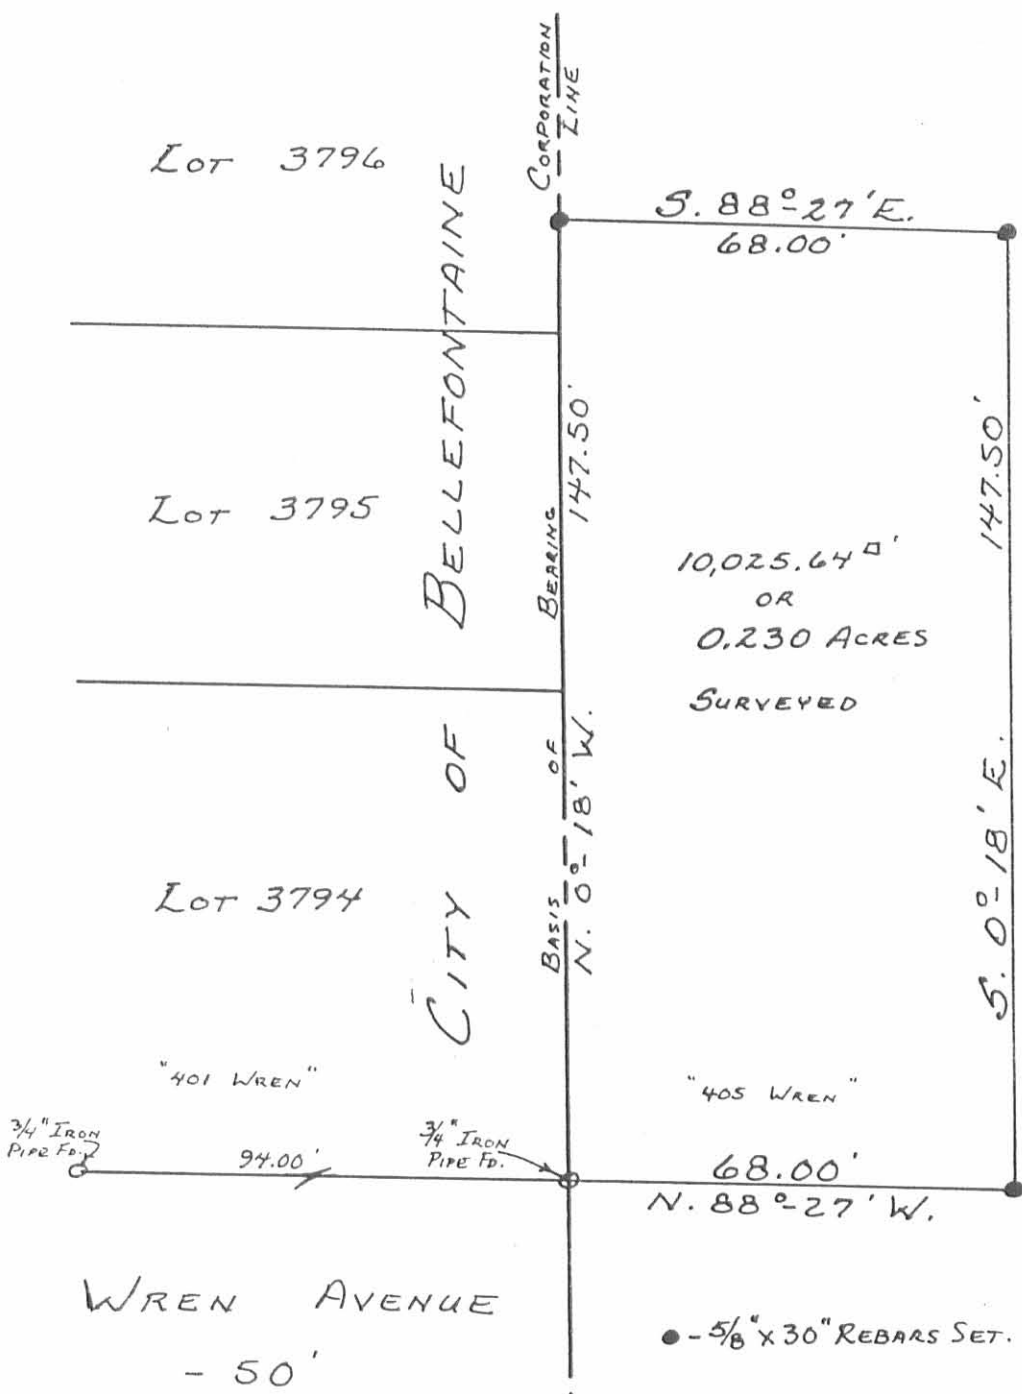 CORPORATION
LINE
LOT 3796
S. 88°-27' E.
68.00'
CITY OF BELLEFONTAINE
147.50'
147.50'
LOT 3795
BASIS OF BEARING
N. 0°-18' W.
10,025.64□'
OR
0.230 ACRES
SURVEYED
S. 0°-18' E.
LOT 3794
"401 WREN"
"405 WREN"
3/4" IRON
PIPE FD.
94.00'
3/4" IRON
PIPE FD.
68.00'
N. 88°-27' W.
WREN AVENUE
- 50'
● - 5/8" X 30" REBARS SET.